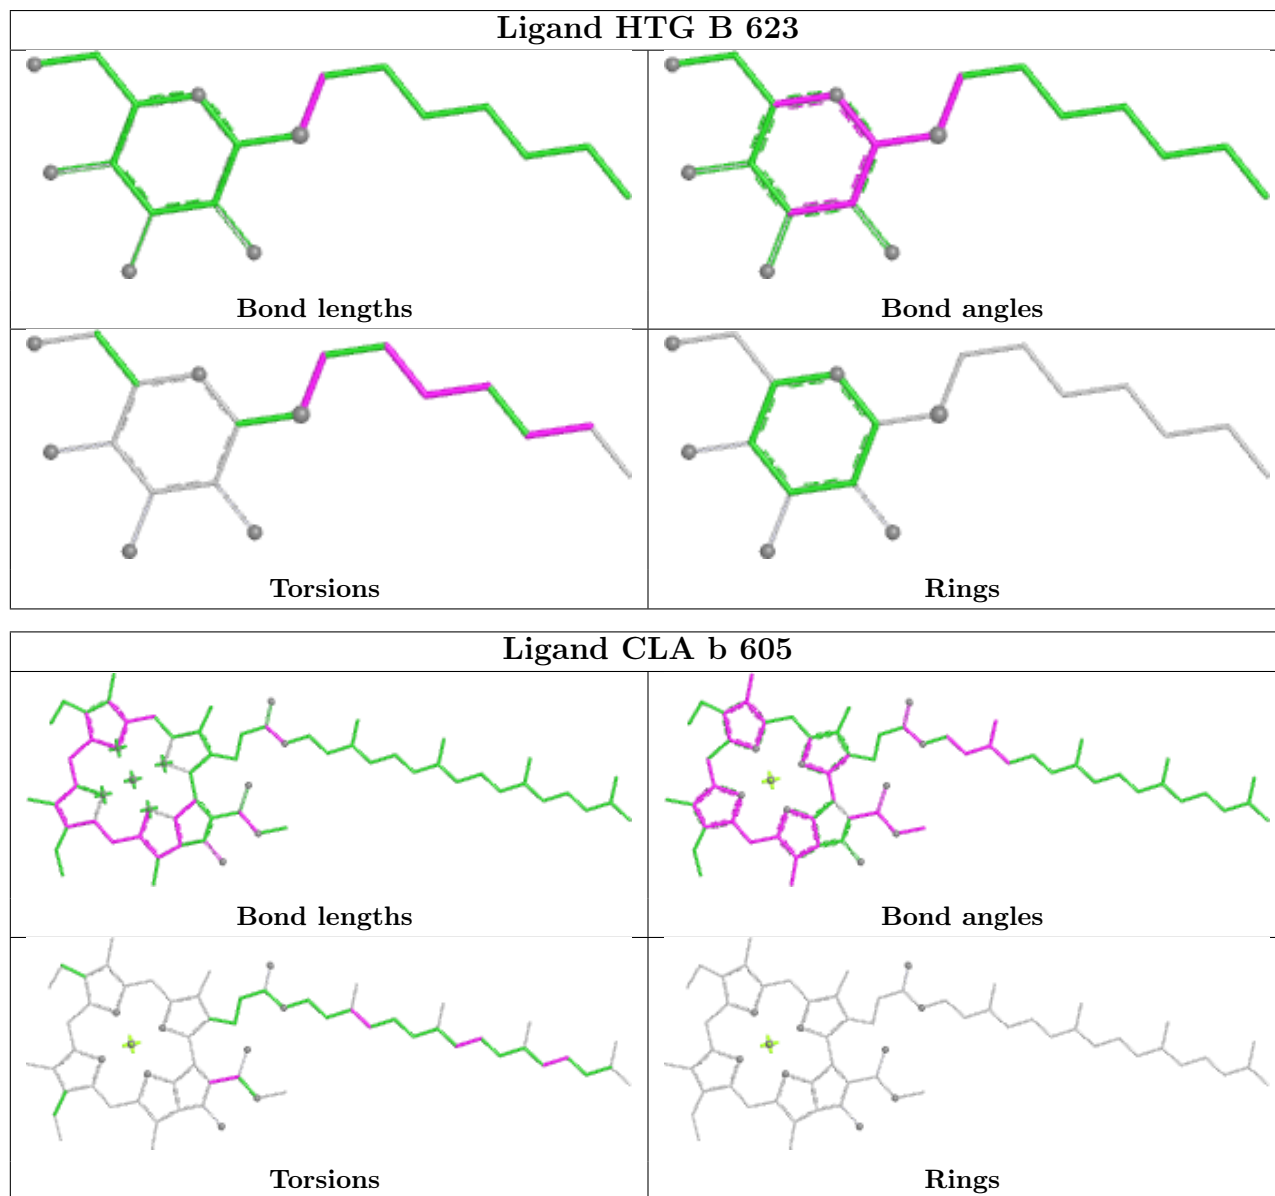 Ligand HTG B 623
Bond lengths
Bond angles
Torsions
Rings
Ligand CLA b 605
Bond lengths
Bond angles
Torsions
Rings